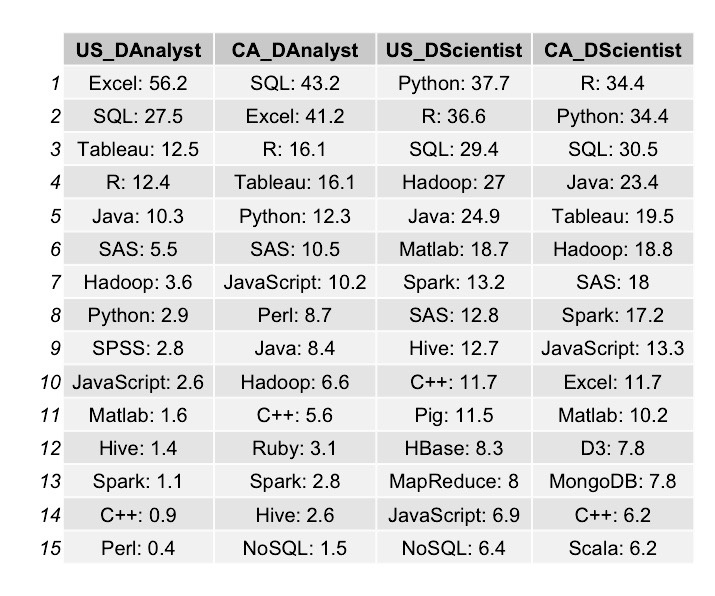 US_DAnalyst CA_DAnalyst US_DScientist CA_DScientist
1 Excel: 56.2 SQL: 43.2 Python: 37.7 R: 34.4
2 SQL: 27.5 Excel: 41.2 R: 36.6 Python: 34.4
3 Tableau: 12.5 R: 16.1 SQL: 29.4 SQL: 30.5
4 R: 12.4 Tableau: 16.1 Hadoop: 27 Java: 23.4
5 Java: 10.3 Python: 12.3 Java: 24.9 Tableau: 19.5
6 SAS: 5.5 SAS: 10.5 Matlab: 18.7 Hadoop: 18.8
7 Hadoop: 3.6 JavaScript: 10.2 Spark: 13.2 SAS: 18
8 Python: 2.9 Perl: 8.7 SAS: 12.8 Spark: 17.2
9 SPSS: 2.8 Java: 8.4 Hive: 12.7 JavaScript: 13.3
10 JavaScript: 2.6 Hadoop: 6.6 C++: 11.7 Excel: 11.7
11 Matlab: 1.6 C++: 5.6 Pig: 11.5 Matlab: 10.2
12 Hive: 1.4 Ruby: 3.1 HBase: 8.3 D3: 7.8
13 Spark: 1.1 Spark: 2.8 MapReduce: 8 MongoDB: 7.8
14 C++: 0.9 Hive: 2.6 JavaScript: 6.9 C++: 6.2
15 Perl: 0.4 NoSQL: 1.5 NoSQL: 6.4 Scala: 6.2